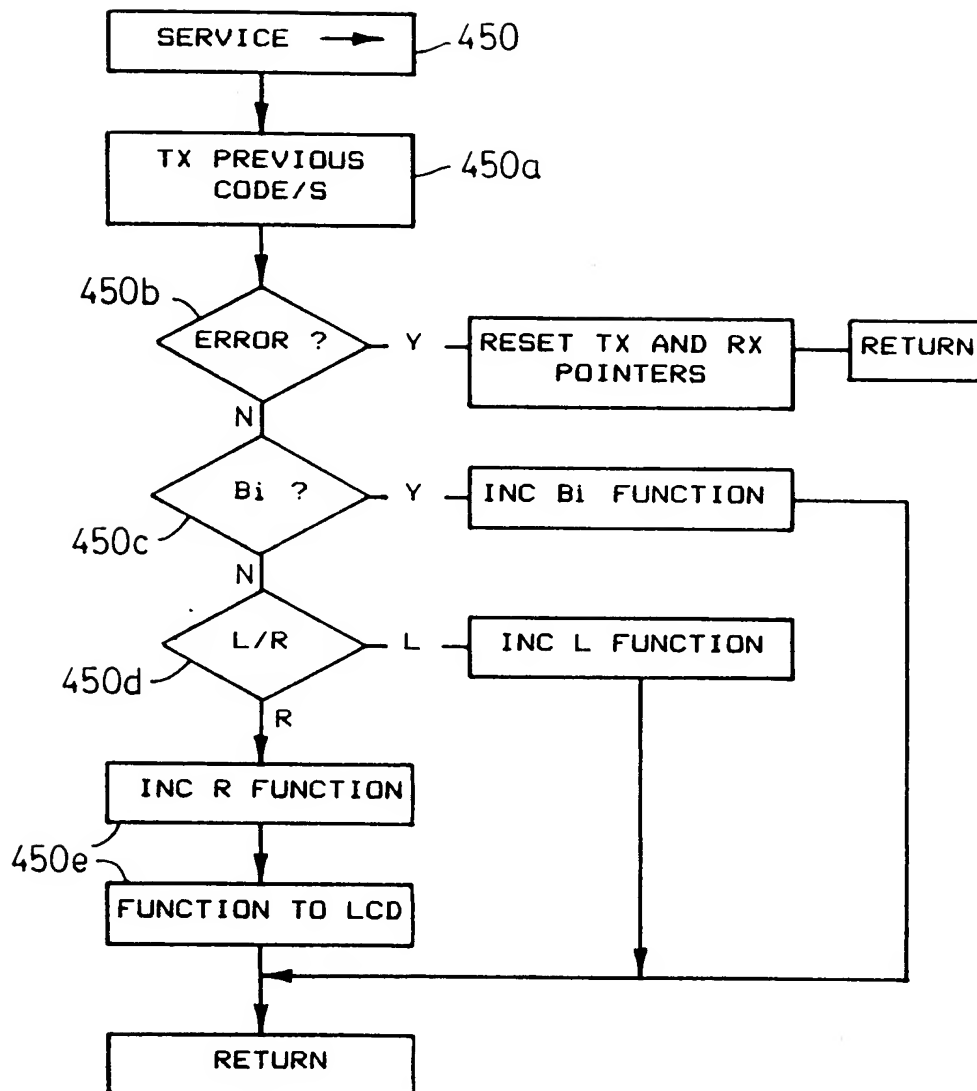 SERVICE → 450
TX PREVIOUS
CODE/S
450a
450b
ERROR ?
Y
RESET TX AND RX
POINTERS
RETURN
N
Bi ?
Y
INC Bi FUNCTION
450c
N
L/R
L
INC L FUNCTION
450d
R
INC R FUNCTION
450e
FUNCTION TO LCD
RETURN